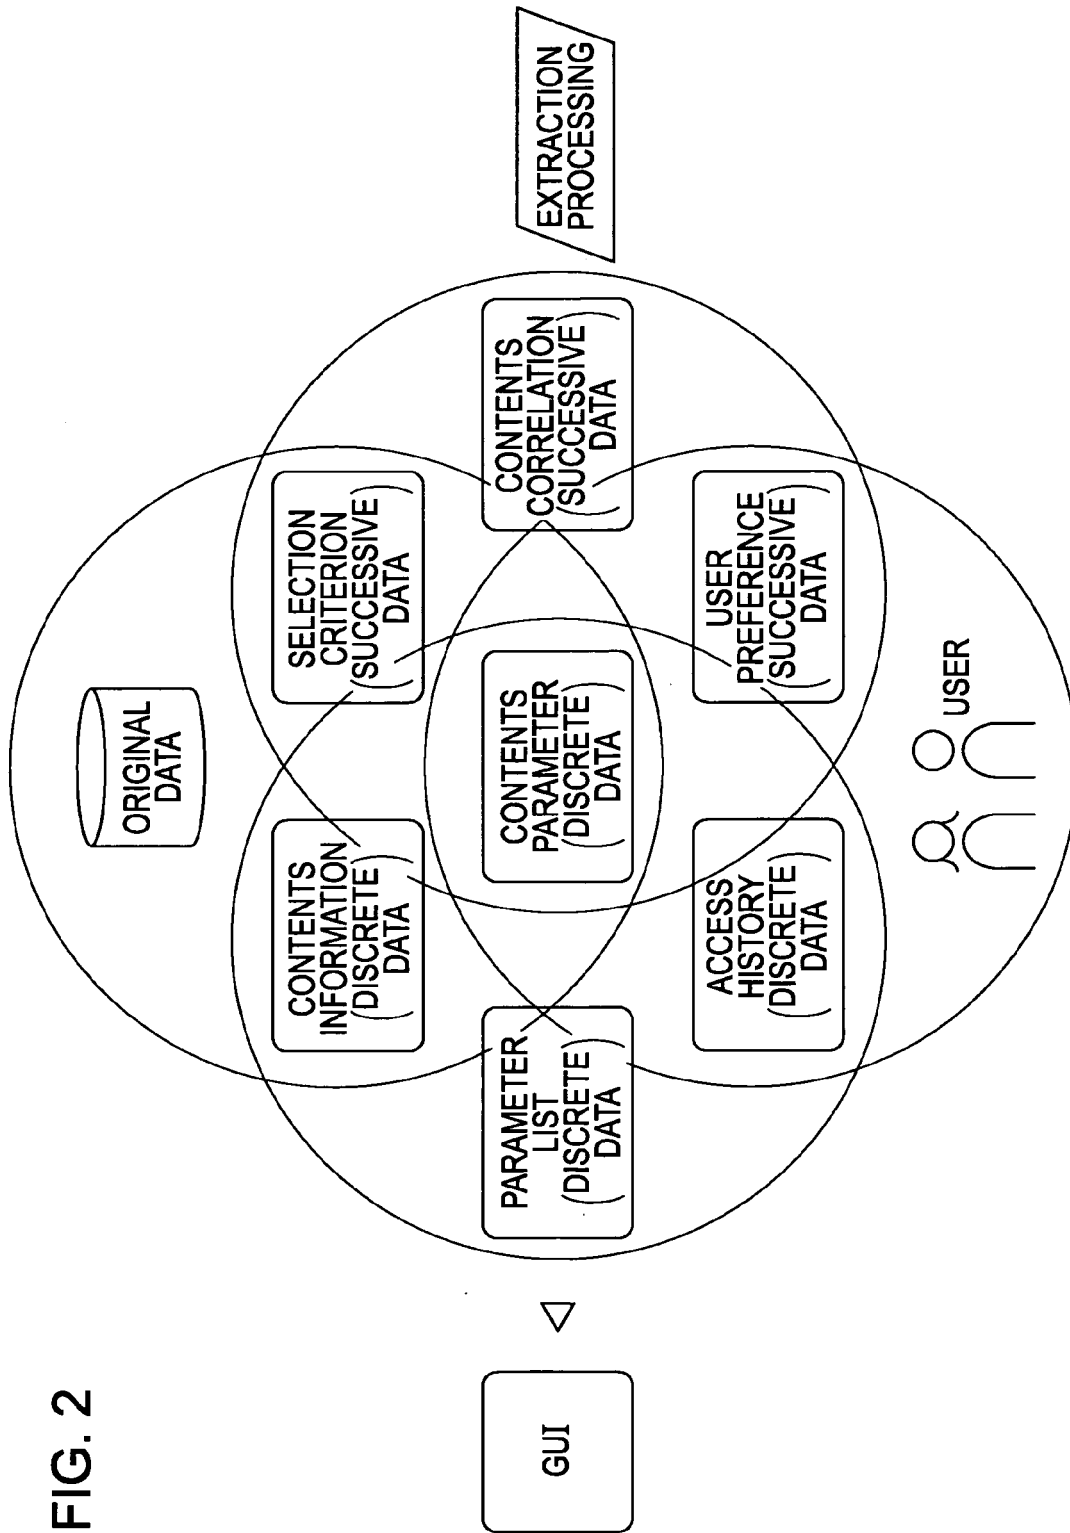 FIG. 2
ORIGINAL
DATA
CONTENTS
INFORMATION
(DISCRETE
DATA)
SELECTION
CRITERION
(SUCCESSIVE
DATA)
GUI
PARAMETER
LIST
(DISCRETE
DATA)
CONTENTS
PARAMETER
(DISCRETE
DATA)
CONTENTS
CORRELATION
(SUCCESSIVE
DATA)
EXTRACTION
PROCESSING
ACCESS
HISTORY
(DISCRETE
DATA)
USER
PREFERENCE
(SUCCESSIVE
DATA)
USER